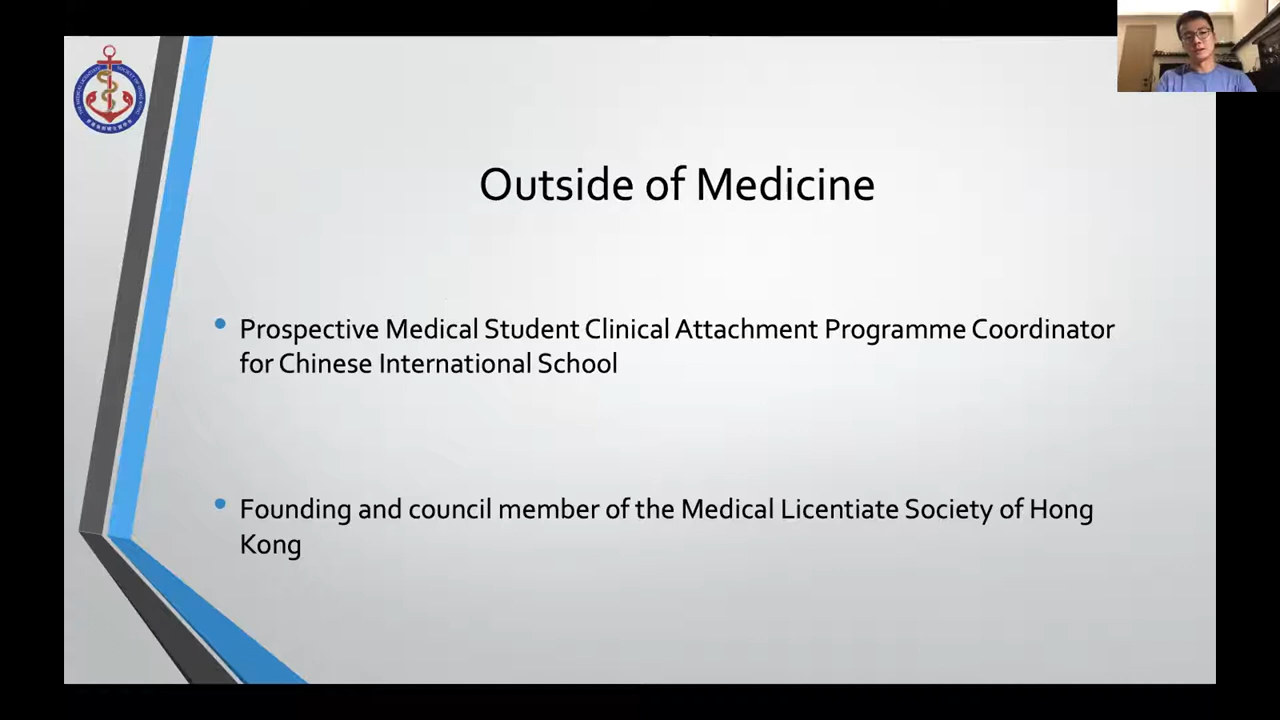 Outside of Medicine
• Prospective Medical Student Clinical Attachment Programme Coordinator
for Chinese International School
• Founding and council member of the Medical Licentiate Society of Hong
Kong